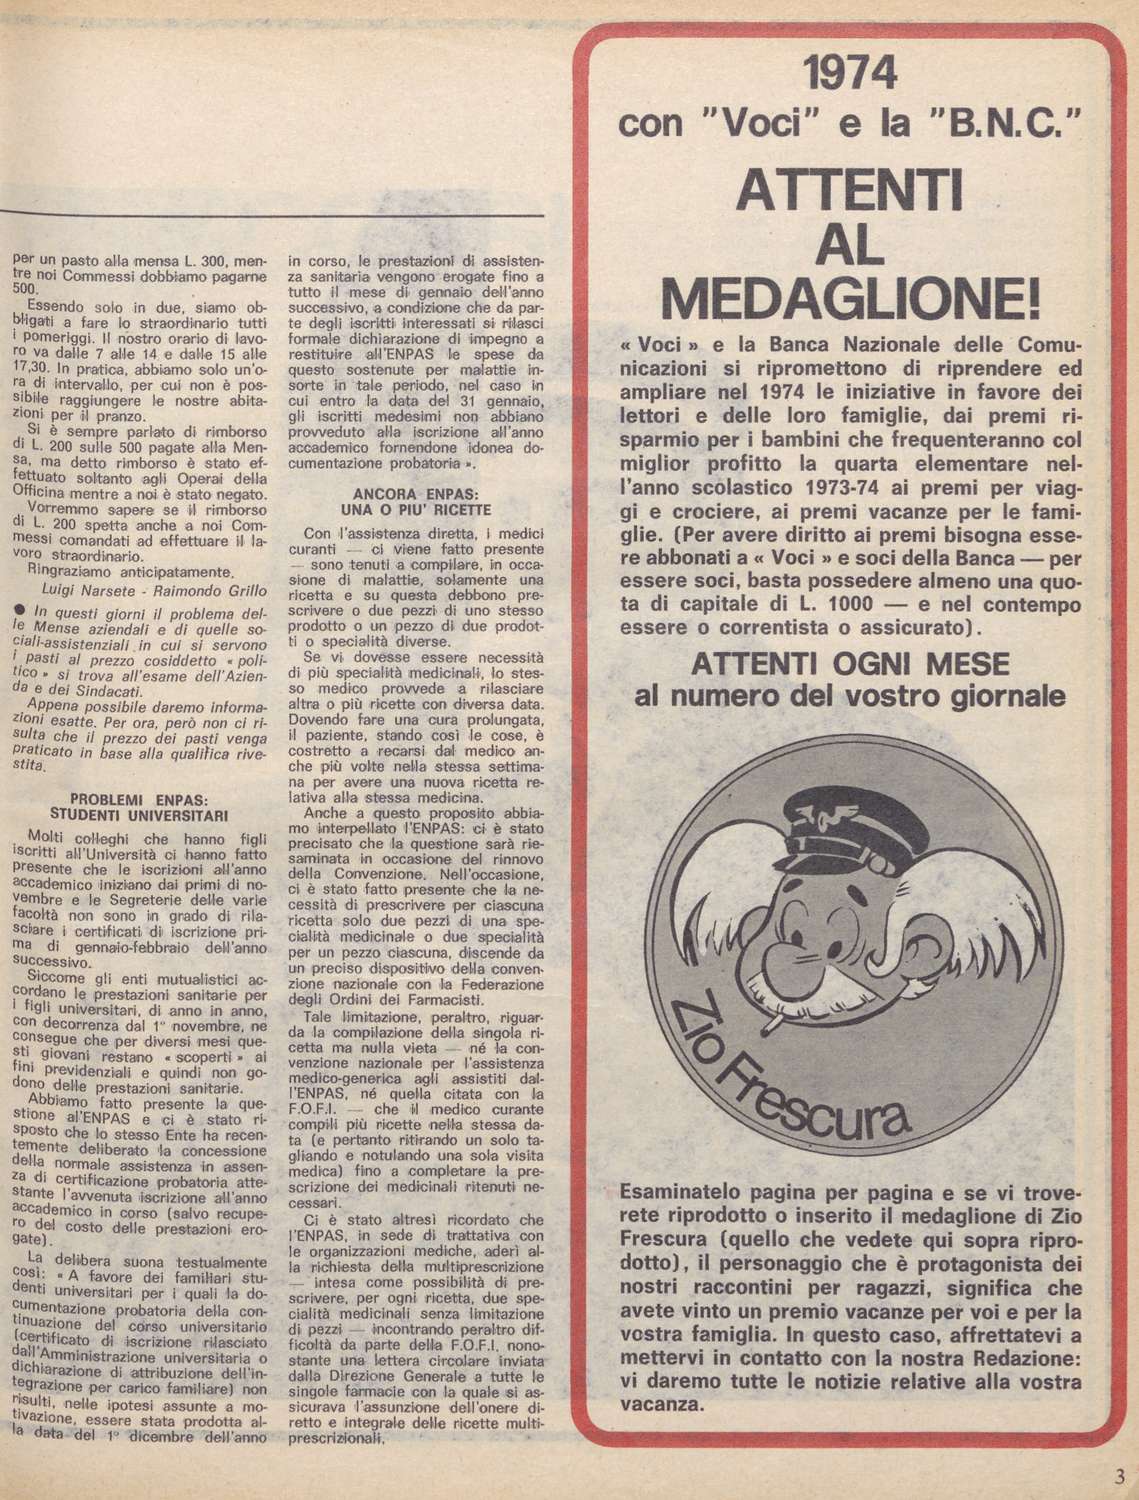 per un pasto alla mensa L. 300, men-
tre noi Commessi dobbiamo pagarne
500.
Essendo solo in due, siamo ob-
bligati a fare lo straordinario tutti
i pomeriggi. Il nostro orario di lavo-
ro va dalle 7 alle 14 e dalle 15 alle
17,30. In pratica, abbiamo solo un'o-
ra di intervallo, per cui non è pos-
sibile raggiungere le nostre abita-
zioni per il pranzo.
Si è sempre parlato di rimborso
di L. 200 sulle 500 pagate alla Men-
sa, ma detto rimborso è stato ef-
fettuato soltanto agli Operai della
Officina mentre a noi è stato negato.
Vorremmo sapere se il rimborso
di L. 200 spetta anche a noi Com-
messi comandati ad effettuare il la-
voro straordinario.
Ringraziamo anticipatamente.
Luigi Narsete - Raimondo Grillo
● In questi giorni il problema del-
le Mense aziendali e di quelle so-
ciali-assistenziali in cui si servono
i pasti al prezzo cosiddetto « poli-
tico » si trova all'esame dell'Azien-
da e dei Sindacati.
Appena possibile daremo informa-
zioni esatte. Per ora, però non ci ri-
sulta che il prezzo dei pasti venga
praticato in base alla qualifica rive-
stita.
PROBLEMI ENPAS:
STUDENTI UNIVERSITARI
Molti colleghi che hanno figli
iscritti all'Università ci hanno fatto
presente che le iscrizioni all'anno
accademico iniziano dai primi di no-
vembre e le Segreterie delle varie
facoltà non sono in grado di rila-
sciare i certificati di iscrizione pri-
ma di gennaio-febbraio dell'anno
successivo.
Siccome gli enti mutualistici ac-
cordano le prestazioni sanitarie per
i figli universitari, di anno in anno,
con decorrenza dal 1° novembre, ne
consegue che per diversi mesi que-
sti giovani restano « scoperti » ai
fini previdenziali e quindi non go-
dono delle prestazioni sanitarie.
Abbiamo fatto presente la que-
stione al'ENPAS e ci è stato ri-
sposto che lo stesso Ente ha recen-
temente deliberato la concessione
della normale assistenza in assen-
za di certificazione probatoria atte-
stante l'avvenuta iscrizione all'anno
accademico in corso (salvo recupe-
ro del costo delle prestazioni ero-
gate).
La delibera suona testualmente
così: « A favore dei familiari stu-
denti universitari per i quali la do-
cumentazione probatoria della con-
tinuazione del corso universitario
(certificato di iscrizione rilasciato
dall'Amministrazione universitaria o
dichiarazione di attribuzione dell'in-
tegrazione per carico familiare) non
risulti, nelle ipotesi assunte a mo-
tivazione, essere stata prodotta al-
la data del 1° dicembre dell'anno
in corso, le prestazioni di assisten-
za sanitaria vengono erogate fino a
tutto il mese di gennaio dell'anno
successivo, a condizione che da par-
te degli iscritti interessati si rilasci
formale dichiarazione di impegno a
restituire all'ENPAS le spese da
questo sostenute per malattie in-
sorte in tale periodo, nel caso in
cui entro la data del 31 gennaio,
gli iscritti medesimi non abbiano
provveduto alla iscrizione all'anno
accademico fornendone idonea do-
cumentazione probatoria ».
ANCORA ENPAS:
UNA O PIU' RICETTE
Con l'assistenza diretta, i medici
curanti — ci viene fatto presente
— sono tenuti a compilare, in occa-
sione di malattie, solamente una
ricetta e su questa debbono pre-
scrivere o due pezzi di uno stesso
prodotto o un pezzo di due prodot-
ti o specialità diverse.
Se vi dovesse essere necessità
di più specialità medicinali, lo stes-
so medico provvede a rilasciare
altra o più ricette con diversa data.
Dovendo fare una cura prolungata,
il paziente, stando così le cose, è
costretto a recarsi dal medico an-
che più volte nella stessa settima-
na per avere una nuova ricetta re-
lativa alla stessa medicina.
Anche a questo proposito abbia-
mo interpellato l'ENPAS: ci è stato
precisato che la questione sarà rie-
saminata in occasione del rinnovo
della Convenzione. Nell'occasione,
ci è stato fatto presente che la ne-
cessità di prescrivere per ciascuna
ricetta solo due pezzi di una spe-
cialità medicinale o due specialità
per un pezzo ciascuna, discende da
un preciso dispositivo della conven-
zione nazionale con la Federazione
degli Ordini dei Farmacisti.
Tale limitazione, peraltro, riguar-
da la compilazione della singola ri-
cetta ma nulla vieta — né la con-
venzione nazionale per l'assistenza
medico-generica agli assistiti dal-
l'ENPAS, né quella citata con la
F.O.F.I. — che il medico curante
compili più ricette nella stessa da-
ta (e pertanto ritirando un solo ta-
gliando e notulando una sola visita
medica) fino a completare la pre-
scrizione dei medicinali ritenuti ne-
cessari.
Ci è stato altresì ricordato che
l'ENPAS, in sede di trattativa con
le organizzazioni mediche, aderì al-
la richiesta della multiprescrizione
— intesa come possibilità di pre-
scrivere, per ogni ricetta, due spe-
cialità medicinali senza limitazione
di pezzi — incontrando peraltro dif-
ficoltà da parte della F.O.F.I. nono-
stante una lettera circolare inviata
dalla Direzione Generale a tutte le
singole farmacie con la quale si as-
sicurava l'assunzione dell'onere di-
retto e integrale delle ricette multi-
prescrizionali.
1974
con "Voci" e la "B.N.C."
ATTENTI
AL
MEDAGLIONE!
« Voci » e la Banca Nazionale delle Comu-
nicazioni si ripromettono di riprendere ed
ampliare nel 1974 le iniziative in favore dei
lettori e delle loro famiglie, dai premi ri-
sparmio per i bambini che frequenteranno col
miglior profitto la quarta elementare nel-
l'anno scolastico 1973-74 ai premi per viag-
gi e crociere, ai premi vacanze per le fami-
glie. (Per avere diritto ai premi bisogna esse-
re abbonati a « Voci » e soci della Banca — per
essere soci, basta possedere almeno una quo-
ta di capitale di L. 1000 — e nel contempo
essere o correntista o assicurato).
ATTENTI OGNI MESE
al numero del vostro giornale
Zio Frescura
Esaminatelo pagina per pagina e se vi trove-
rete riprodotto o inserito il medaglione di Zio
Frescura (quello che vedete qui sopra ripro-
dotto), il personaggio che è protagonista dei
nostri raccontini per ragazzi, significa che
avete vinto un premio vacanze per voi e per la
vostra famiglia. In questo caso, affrettatevi a
mettervi in contatto con la nostra Redazione:
vi daremo tutte le notizie relative alla vostra
vacanza.
3